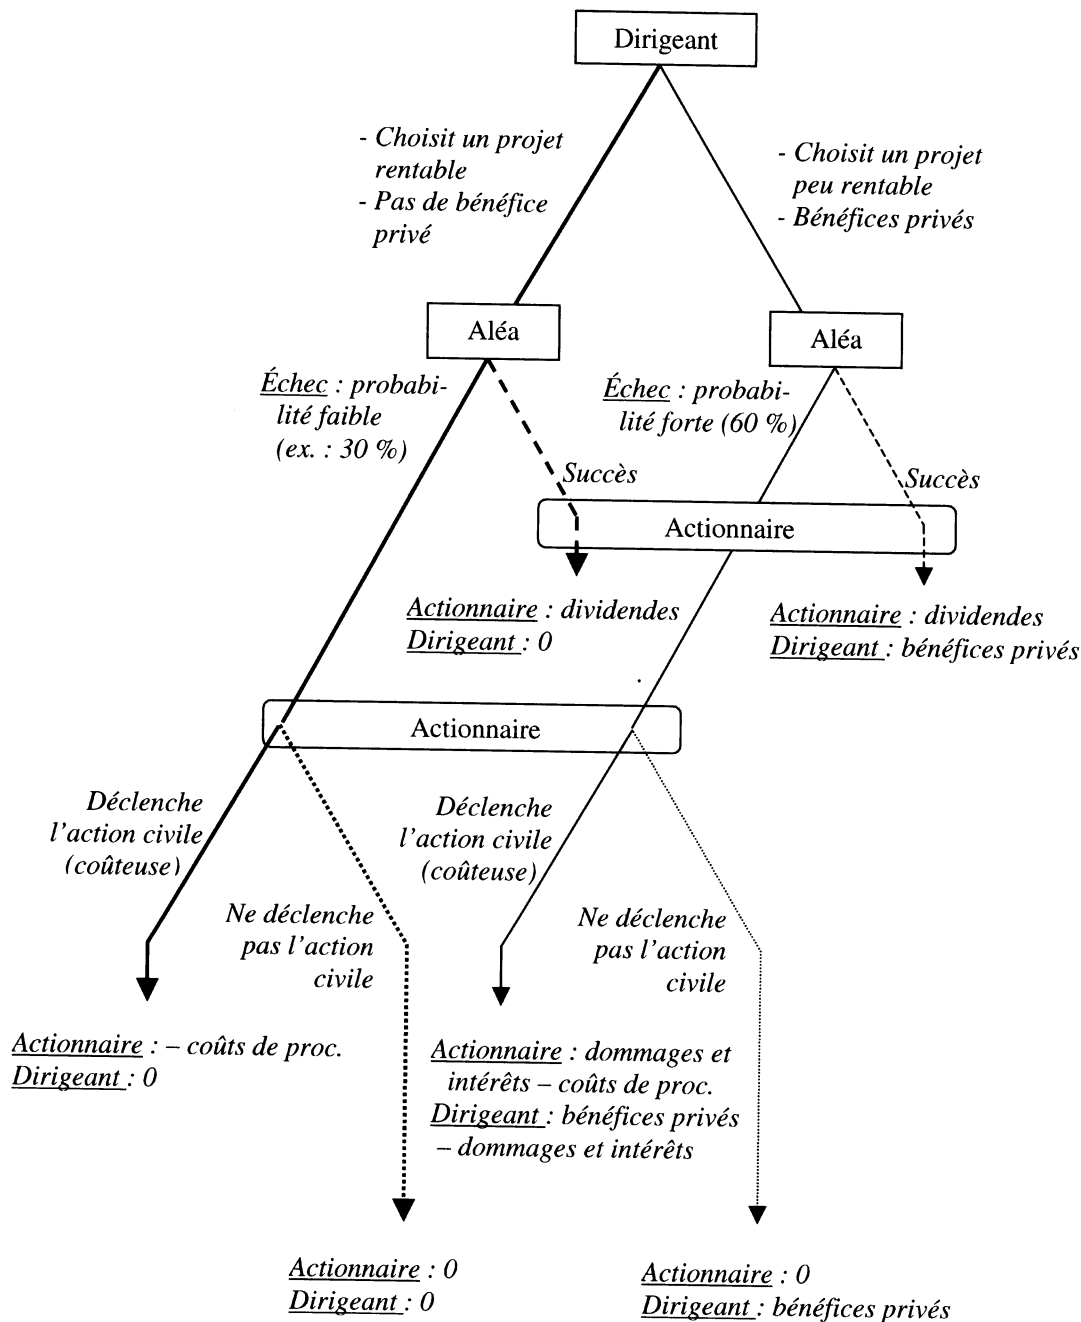 Dirigeant
- Choisit un projet
rentable
- Pas de bénéfice
privé
- Choisit un projet
peu rentable
- Bénéfices privés
Aléa
Aléa
Échec : probabi-
lité faible
(ex. : 30 %)
Succès
Échec : probabi-
lité forte (60 %)
Succès
Actionnaire
Actionnaire : dividendes
Dirigeant : 0
Actionnaire : dividendes
Dirigeant : bénéfices privés
Actionnaire
Déclenche
l'action civile
(coûteuse)
Ne déclenche
pas l'action
civile
Déclenche
l'action civile
(coûteuse)
Ne déclenche
pas l'action
civile
Actionnaire : – coûts de proc.
Dirigeant : 0
Actionnaire : dommages et
intérêts – coûts de proc.
Dirigeant : bénéfices privés
– dommages et intérêts
Actionnaire : 0
Dirigeant : 0
Actionnaire : 0
Dirigeant : bénéfices privés